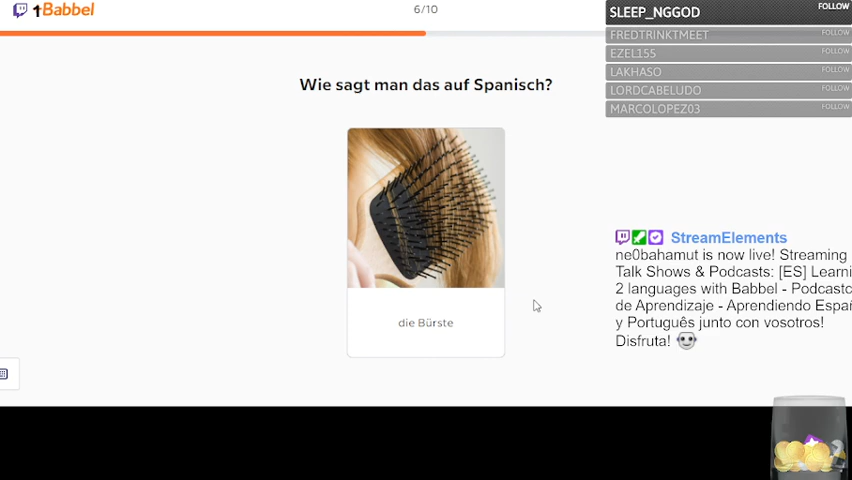 Babbel
6/10
Wie sagt man das auf Spanisch?
die Bürste
SLEEP_NGGOD FOLLOW
FREDTRINKTMEET FOLLOW
EZEL155 FOLLOW
LAKHASO FOLLOW
LORDCABELUDO FOLLOW
MARCOLOPEZ03 FOLLOW
StreamElements
ne0bahamut is now live! Streaming
Talk Shows & Podcasts: [ES] Learni
2 languages with Babbel - Podcastc
de Aprendizaje - Aprendiendo Españ
y Português junto con vosotros!
Disfruta!